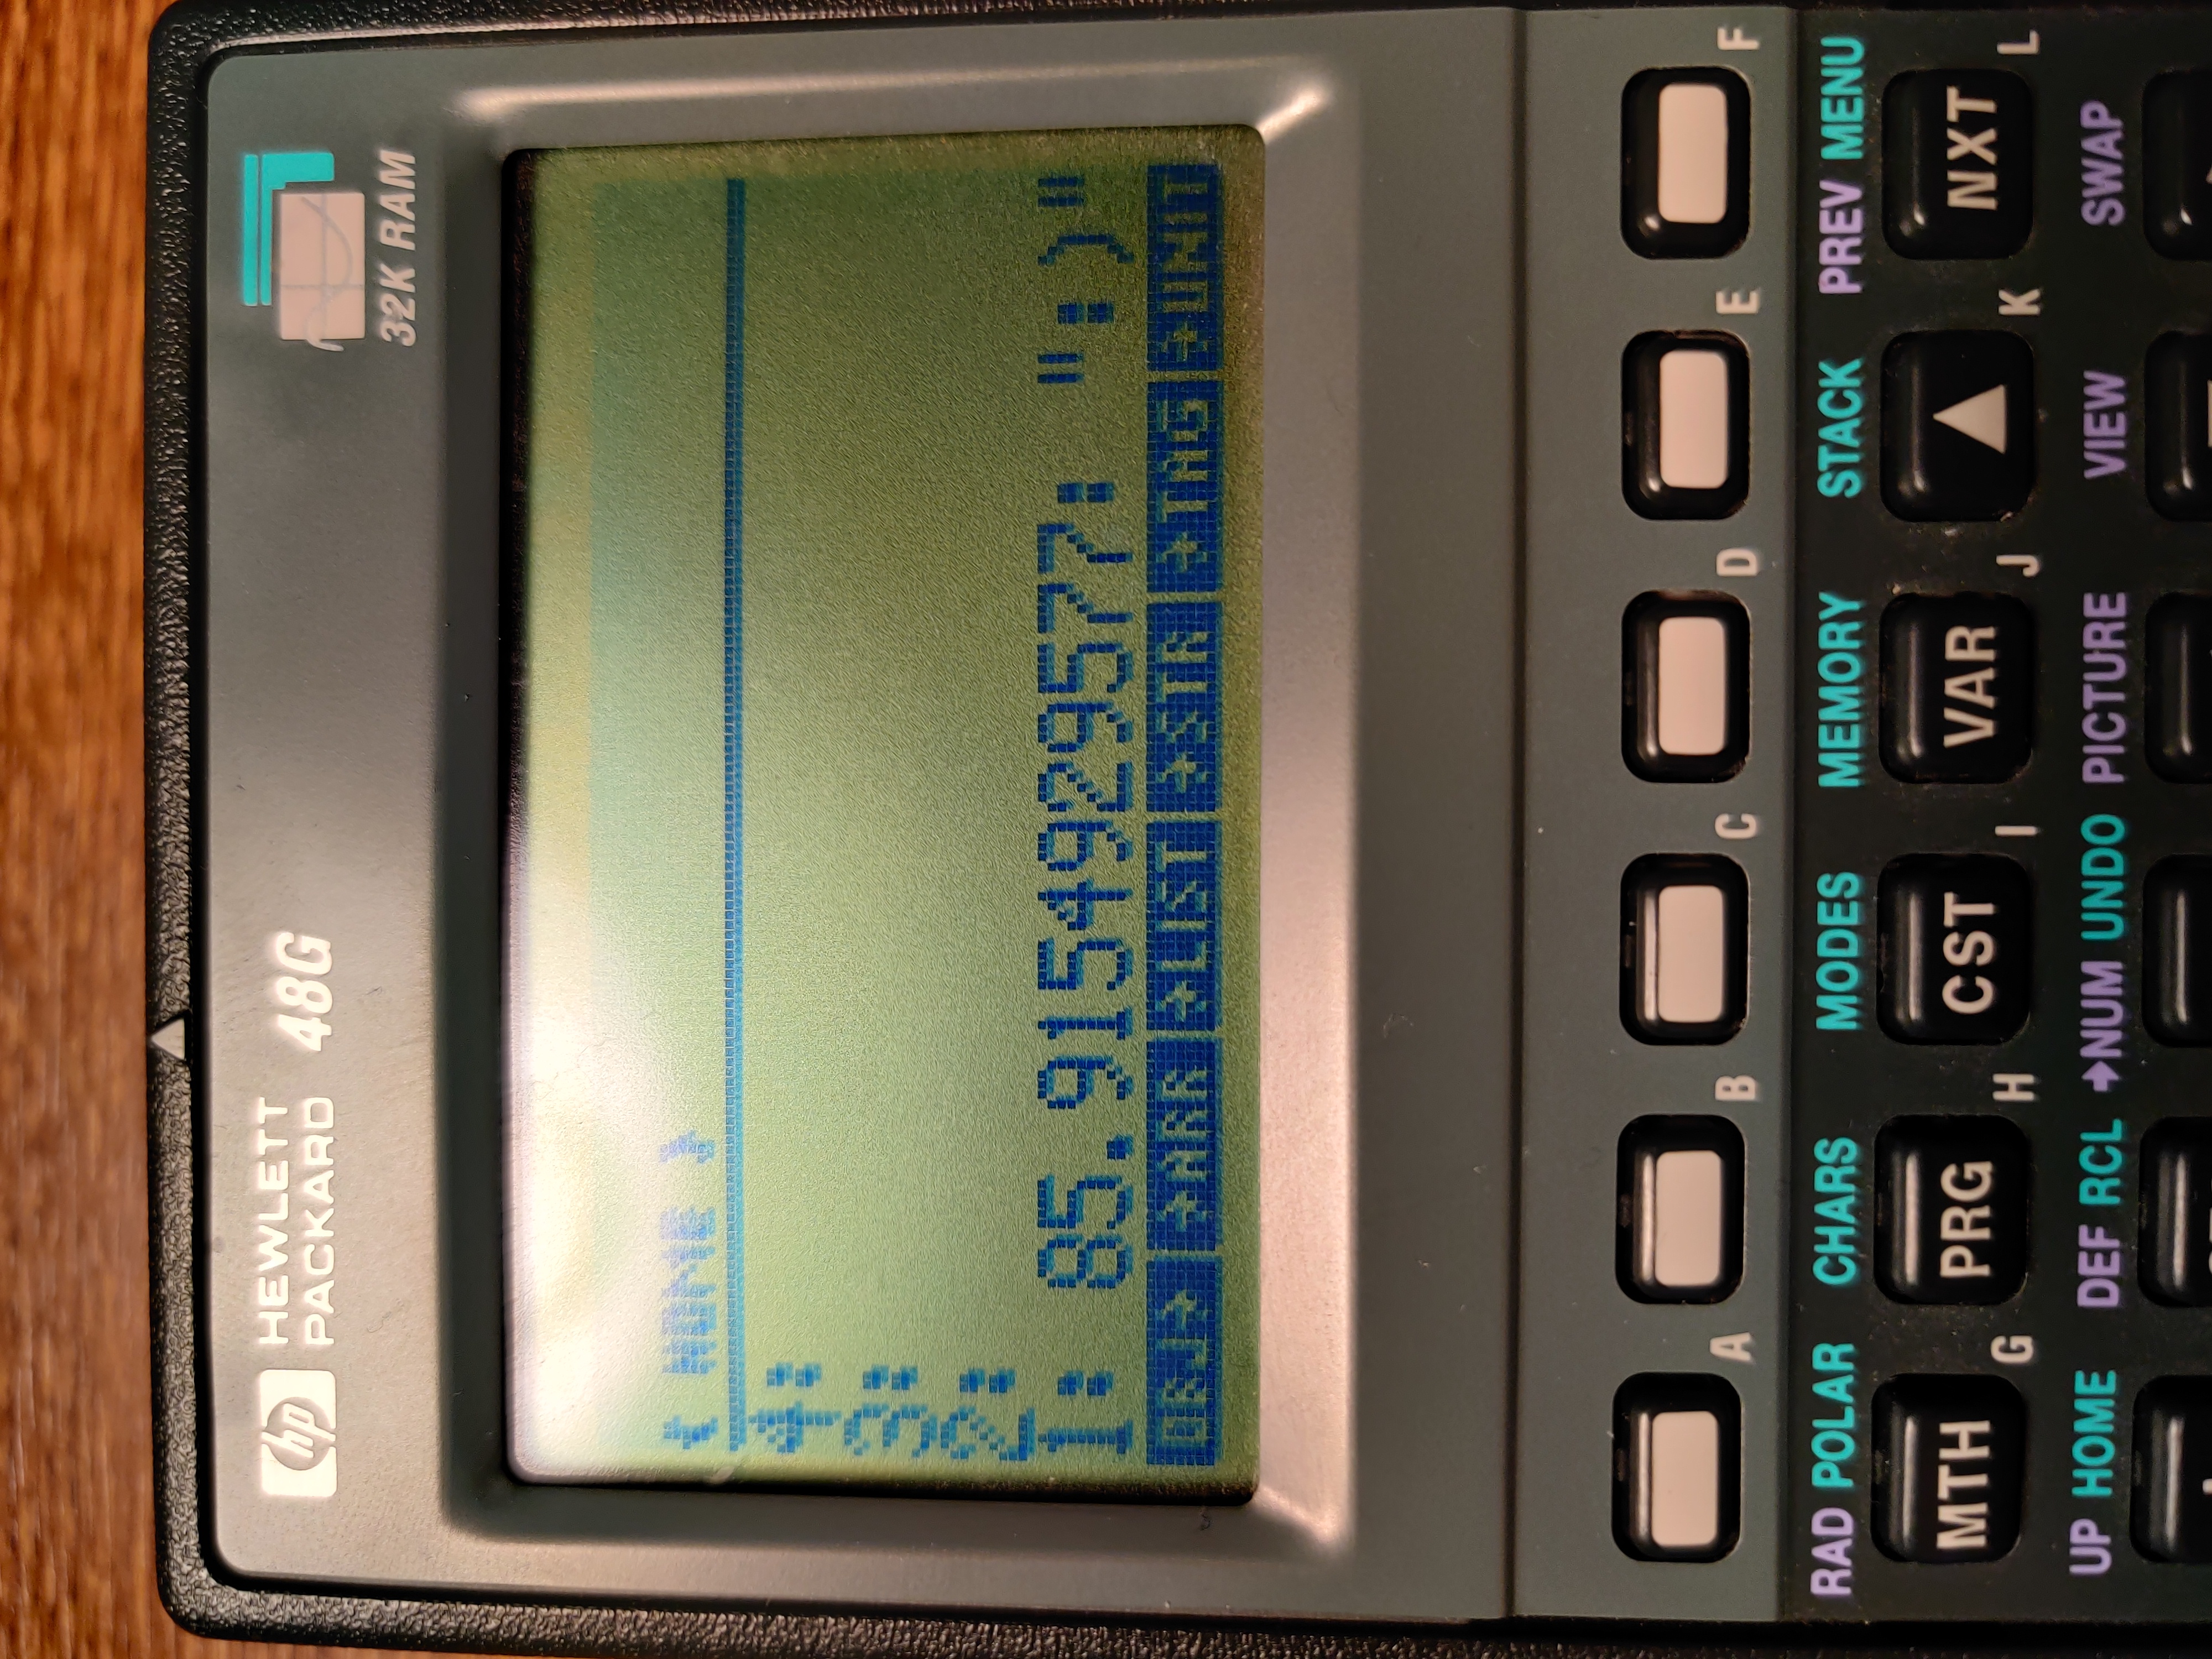 hp HEWLETT PACKARD 48G
32K RAM
{ HOME }
4:
3:
2:
1: 85.9154929577: ":)"
OBJ→ →ARR →LIST →STR →TAG →UNIT
A B C D E F
RAD POLAR CHARS MODES MEMORY STACK PREV MENU
MTH PRG CST VAR ▲ NXT
G H I J K L
UP HOME DEF RCL →NUM UNDO PICTURE VIEW SWAP